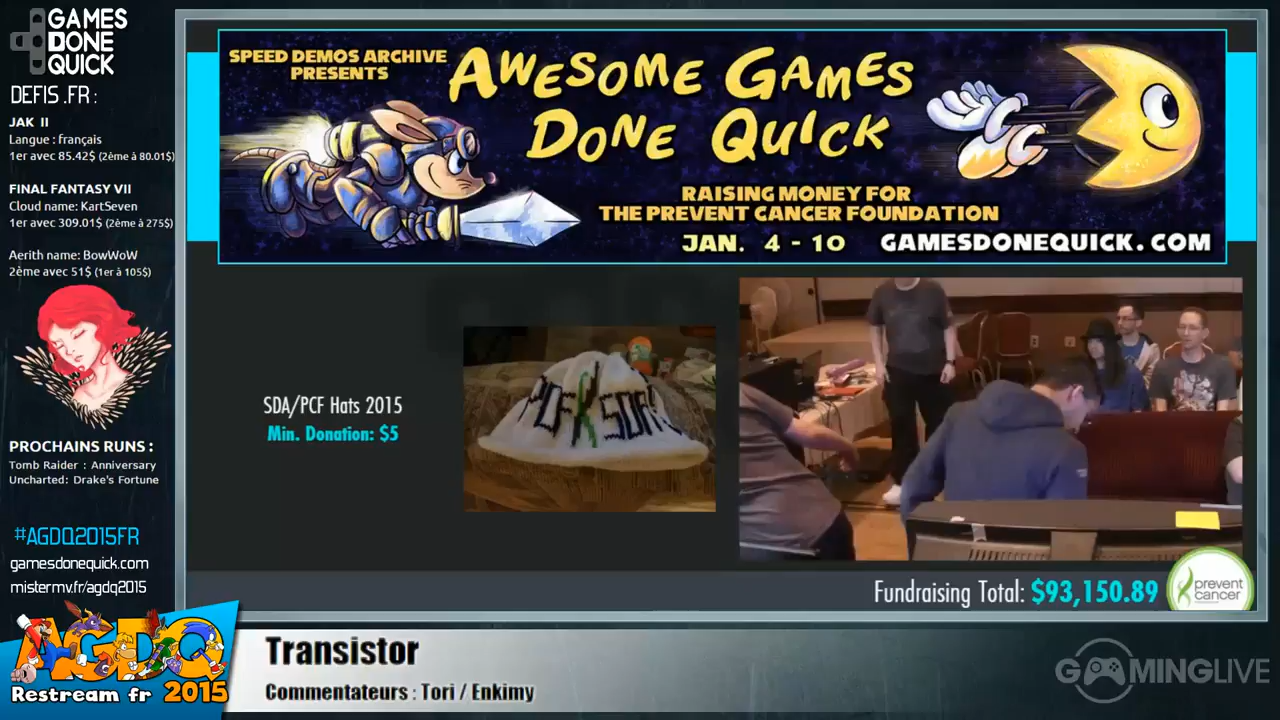 GAMES
DONE
QUICK
DEFIS .FR :
JAK II
Langue : français
1er avec 85.42$ (2ème à 80.01$)
FINAL FANTASY VII
Cloud name: KartSeven
1er avec 309.01$ (2ème à 275$)
Aerith name: BowWoW
2ème avec 51$ (1er à 105$)
PROCHAINS RUNS :
Tomb Raider : Anniversary
Uncharted: Drake's Fortune
#AGDQ2015FR
gamesdonequick.com
mistermv.fr/agdq2015
AGDQ
Restream fr 2015
SPEED DEMOS ARCHIVE
PRESENTS
AWESOME GAMES
DONE QUICK
RAISING MONEY FOR
THE PREVENT CANCER FOUNDATION
JAN. 4 - 10 GAMESDONEQUICK.COM
SDA/PCF Hats 2015
Min. Donation: $5
PCF SDA
Fundraising Total: $93,150.89
prevent
cancer
Transistor
Commentateurs : Tori / Enkimy
GAMINGLIVE